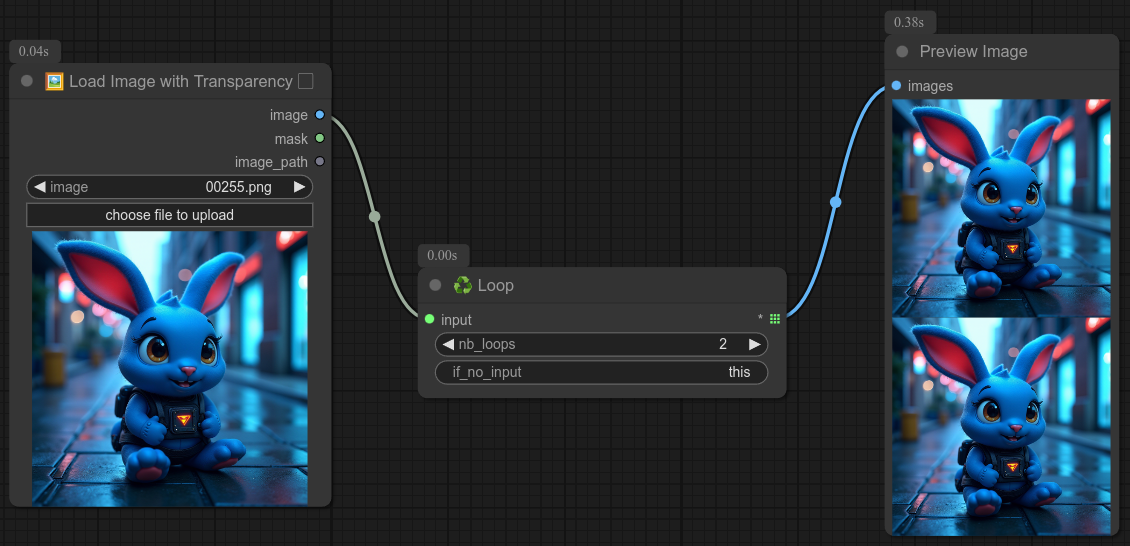 0.04s
🖼️ Load Image with Transparency
image
mask
image_path
image 00255.png
choose file to upload
0.00s
♻️ Loop
input *
nb_loops 2
if_no_input this
0.38s
Preview Image
images